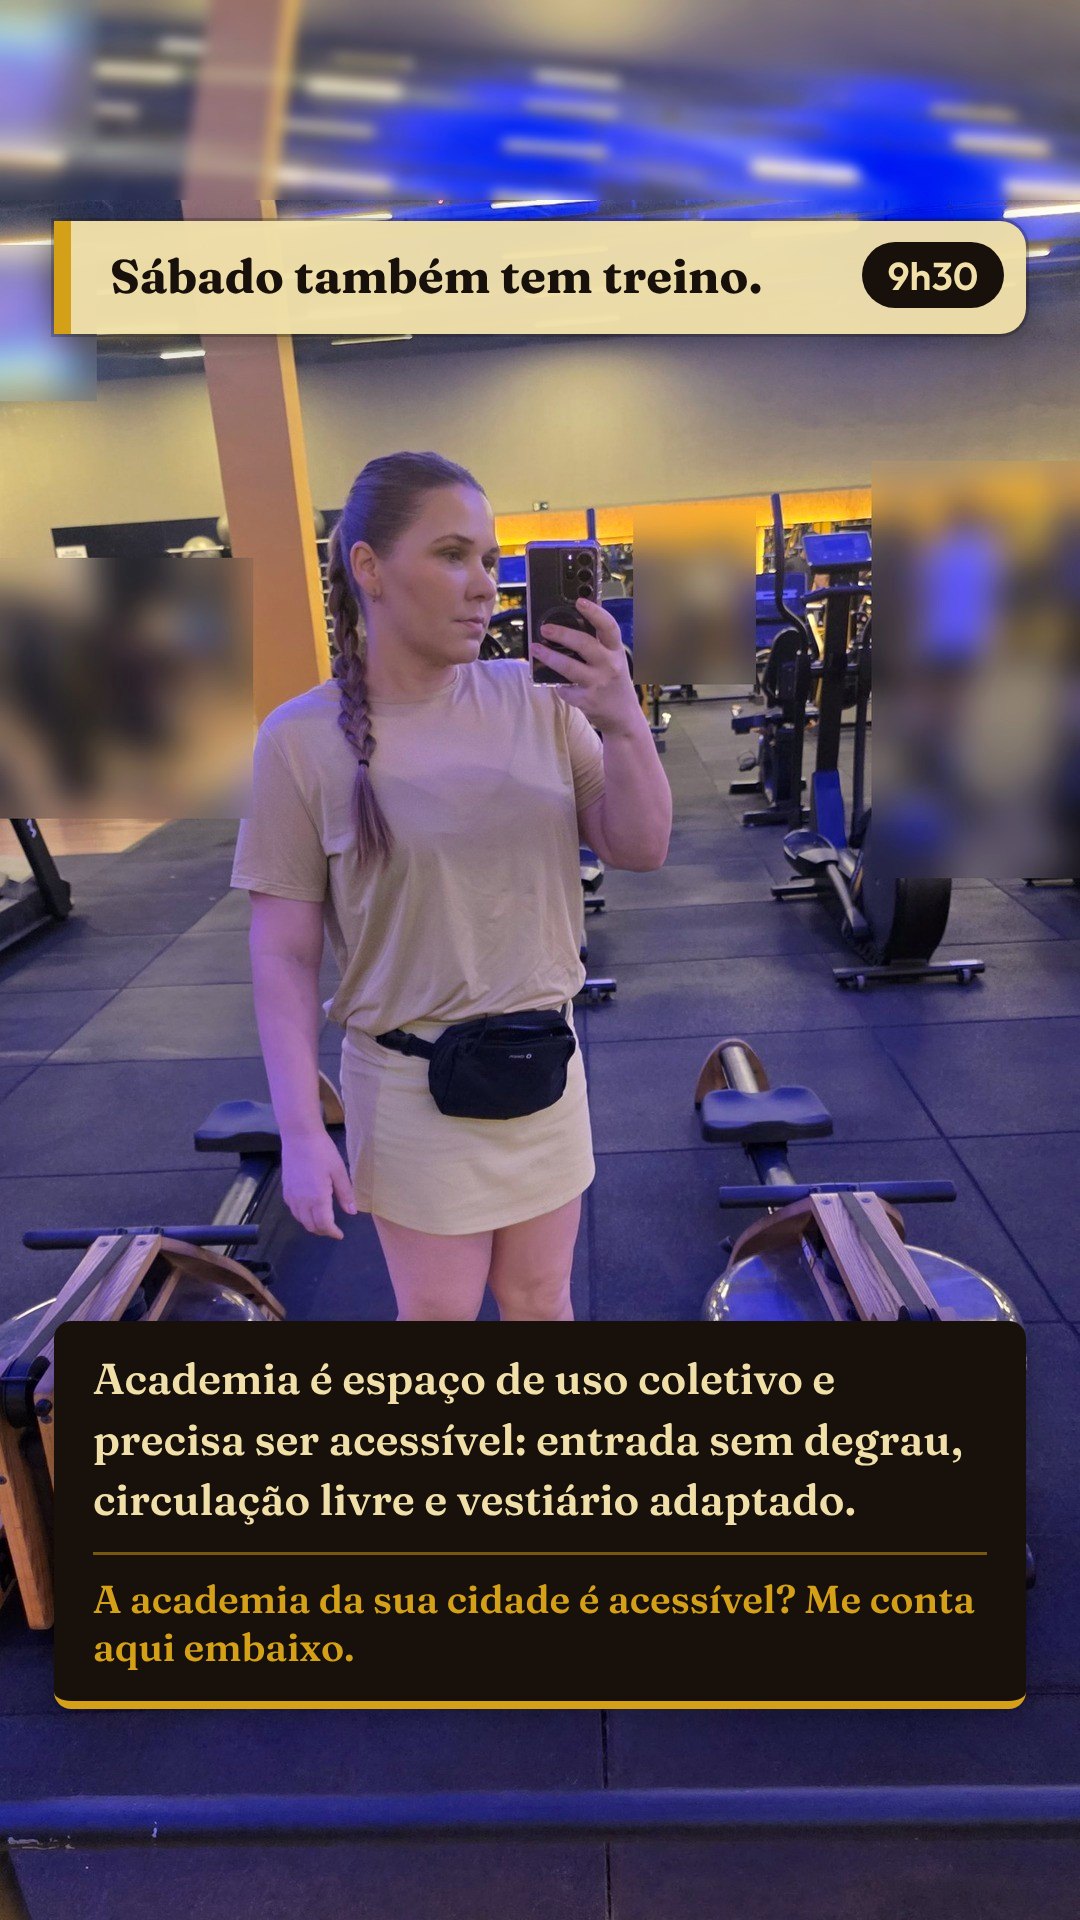 Sábado também tem treino.
9h30
Academia é espaço de uso coletivo e
precisa ser acessível: entrada sem degrau,
circulação livre e vestiário adaptado.
A academia da sua cidade é acessível? Me conta
aqui embaixo.